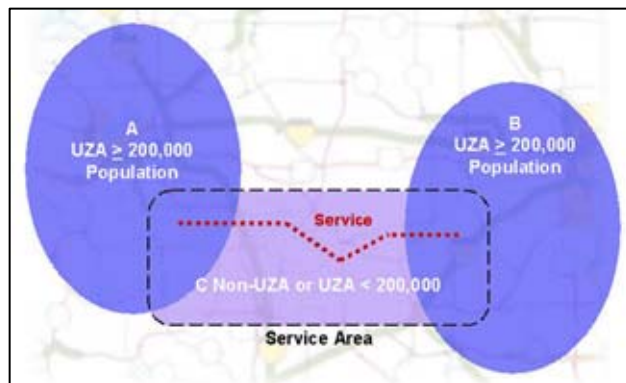 A
UZA ≥ 200,000
Population
B
UZA ≥ 200,000
Population
Service
C Non-UZA or UZA < 200,000
Service Area